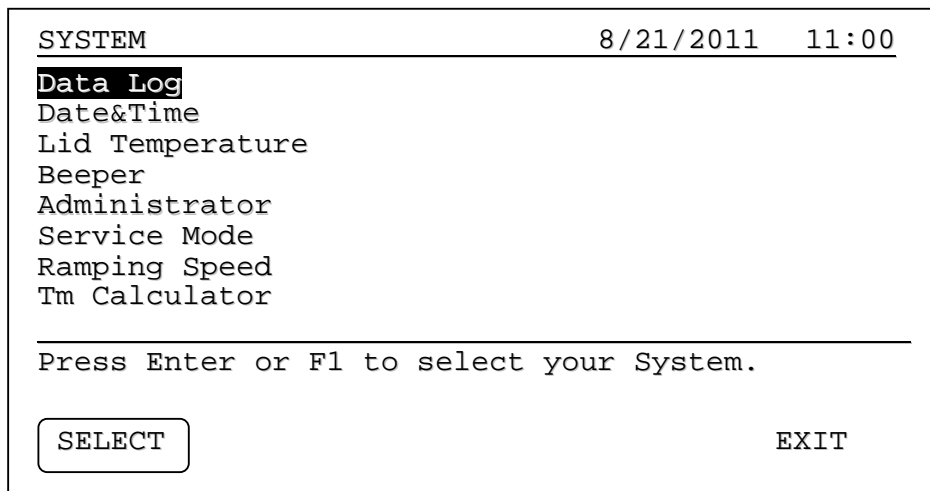 SYSTEM 8/21/2011 11:00
Data Log
Date&Time
Lid Temperature
Beeper
Administrator
Service Mode
Ramping Speed
Tm Calculator
Press Enter or F1 to select your System.
SELECT EXIT